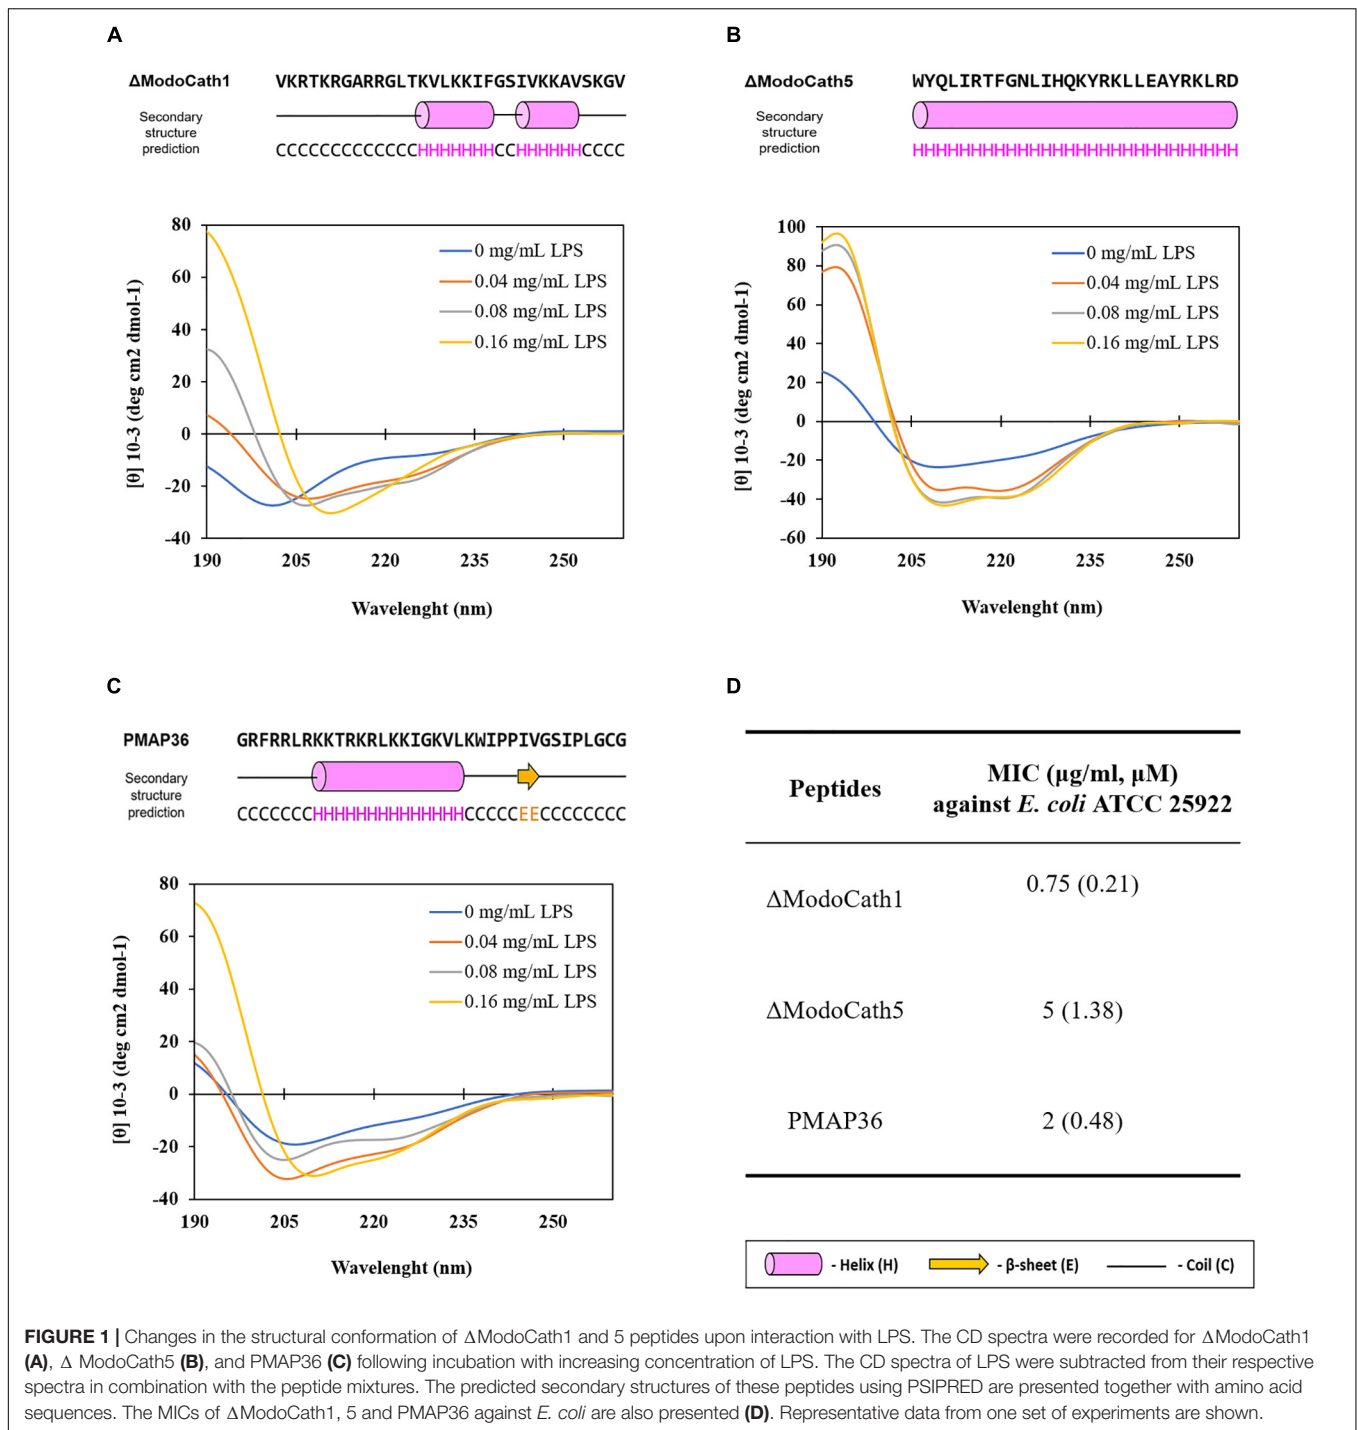 A
ΔModoCath1 VKRTKRGARRGLTKVLKKIFGSIVKKAVSKGV
Secondary
structure
prediction CCCCCCCCCCCCCHHHHHHHCCHHHHHHCCCC
80
60
40
20
0
-20
-40
190 205 220 235 250
[θ] 10-3 (deg cm2 dmol-1)
Wavelenght (nm)
0 mg/mL LPS
0.04 mg/mL LPS
0.08 mg/mL LPS
0.16 mg/mL LPS
B
ΔModoCath5 WYQLIRTFGNLIHQKYRKLLEAYRKLRD
Secondary
structure
prediction HHHHHHHHHHHHHHHHHHHHHHHHHHHH
100
80
60
40
20
0
-20
-40
-60
190 205 220 235 250
[θ] 10-3 (deg cm2 dmol-1)
Wavelenght (nm)
0 mg/mL LPS
0.04 mg/mL LPS
0.08 mg/mL LPS
0.16 mg/mL LPS
C
PMAP36 GRFRRLRKKTRKRLKKIGKVLKWIPPIVGSIPLGCG
Secondary
structure
prediction CCCCCCCHHHHHHHHHHHHHHCCCCCEECCCCCCCC
80
60
40
20
0
-20
-40
190 205 220 235 250
[θ] 10-3 (deg cm2 dmol-1)
Wavelenght (nm)
0 mg/mL LPS
0.04 mg/mL LPS
0.08 mg/mL LPS
0.16 mg/mL LPS
D
Peptides MIC (μg/ml, μM)
against E. coli ATCC 25922
ΔModoCath1 0.75 (0.21)
ΔModoCath5 5 (1.38)
PMAP36 2 (0.48)
- Helix (H) - β-sheet (E) - Coil (C)
FIGURE 1 | Changes in the structural conformation of ΔModoCath1 and 5 peptides upon interaction with LPS. The CD spectra were recorded for ΔModoCath1
(A), Δ ModoCath5 (B), and PMAP36 (C) following incubation with increasing concentration of LPS. The CD spectra of LPS were subtracted from their respective
spectra in combination with the peptide mixtures. The predicted secondary structures of these peptides using PSIPRED are presented together with amino acid
sequences. The MICs of ΔModoCath1, 5 and PMAP36 against E. coli are also presented (D). Representative data from one set of experiments are shown.